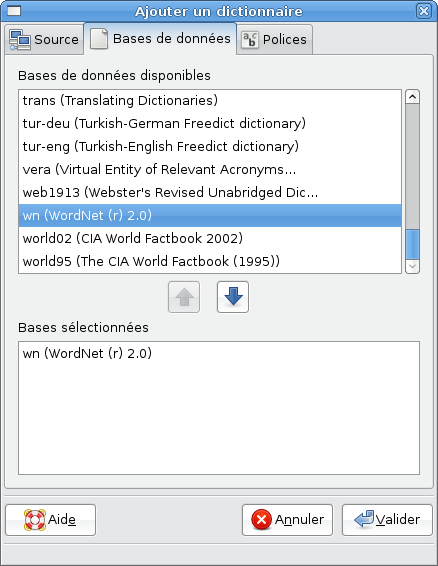 Ajouter un dictionnaire
Source
Bases de données
Polices
Bases de données disponibles
trans (Translating Dictionaries)
tur-deu (Turkish-German Freedict dictionary)
tur-eng (Turkish-English Freedict dictionary)
vera (Virtual Entity of Relevant Acronyms...
web1913 (Webster's Revised Unabridged Dic...
wn (WordNet (r) 2.0)
world02 (CIA World Factbook 2002)
world95 (The CIA World Factbook (1995))
Bases sélectionnées
wn (WordNet (r) 2.0)
Aide
Annuler
Valider